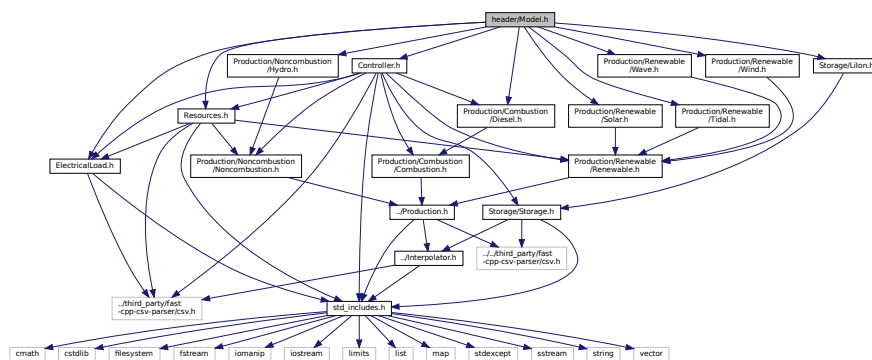 header/Model.h
Production/Noncombustion
/Hydro.h
Controller.h
Production/Renewable
/Wave.h
Production/Renewable
/Wind.h
Storage/LiIon.h
Resources.h
Production/Combustion
/Diesel.h
Production/Renewable
/Solar.h
Production/Renewable
/Tidal.h
ElectricalLoad.h
Production/Noncombustion
/Noncombustion.h
Production/Combustion
/Combustion.h
Production/Renewable
/Renewable.h
../Production.h
Storage/Storage.h
../Interpolator.h
../../third_party/fast
-cpp-csv-parser/csv.h
../third_party/fast
-cpp-csv-parser/csv.h
std_includes.h
cmath
cstdlib
filesystem
fstream
iomanip
iostream
limits
list
map
stdexcept
sstream
string
vector